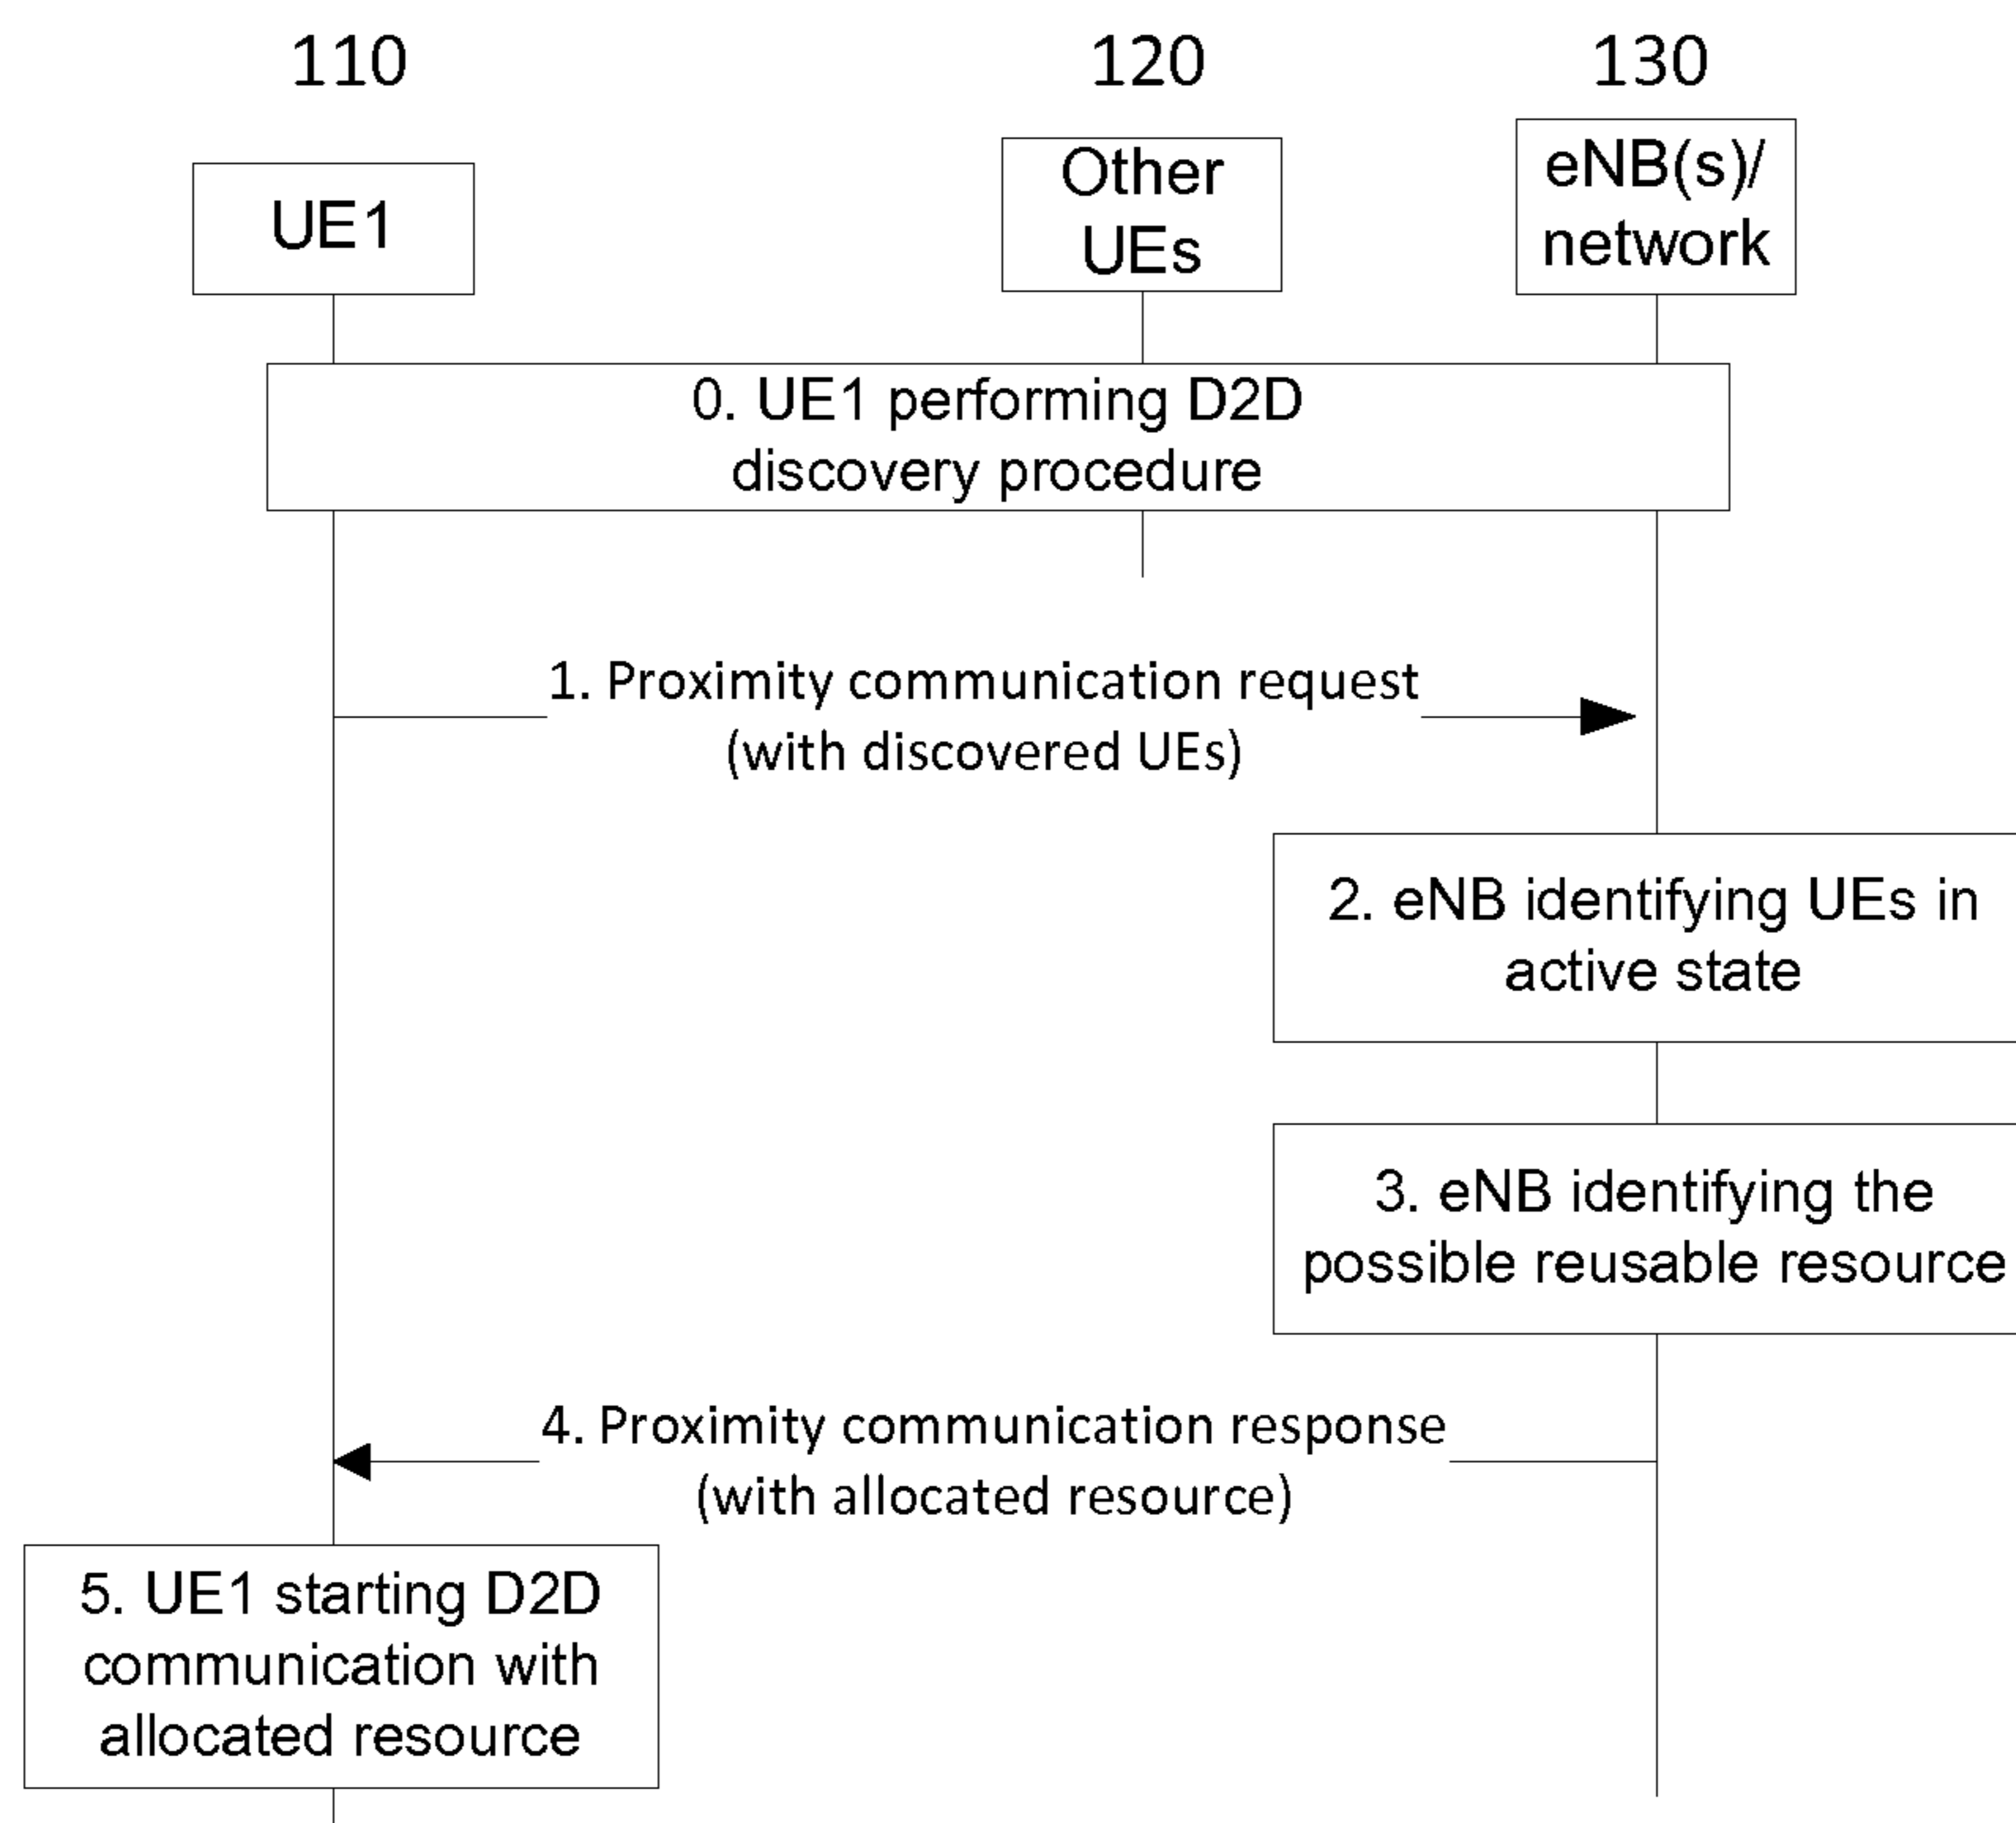 110
120
130
UE1
Other
UEs
eNB(s)/
network
0. UE1 performing D2D
discovery procedure
1. Proximity communication request
(with discovered UEs)
2. eNB identifying UEs in
active state
3. eNB identifying the
possible reusable resource
4. Proximity communication response
(with allocated resource)
5. UE1 starting D2D
communication with
allocated resource